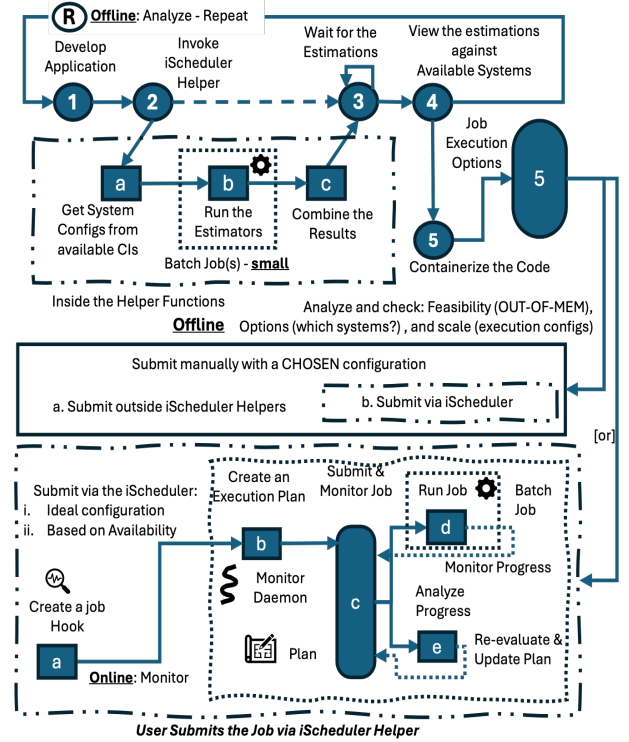 R Offline: Analyze - Repeat
Develop
Application
Invoke
iScheduler
Helper
Wait for the
Estimations
View the estimations
against
Available Systems
1
2
3
4
Job
Execution
Options
5
a
b
c
Get System
Configs from
available CIs
Run the
Estimators
Combine the
Results
Batch Job(s) - small
5
Containerize the Code
Inside the Helper Functions
Analyze and check: Feasibility (OUT-OF-MEM),
Offline Options (which systems?) , and scale (execution configs)
Submit manually with a CHOSEN configuration
a. Submit outside iScheduler Helpers
b. Submit via iScheduler
[or]
Submit via the iScheduler:
i. Ideal configuration
ii. Based on Availability
Create an
Execution Plan
Submit &
Monitor Job
Run Job
Batch
Job
b
d
Monitor Progress
Monitor
Daemon
c
Analyze
Progress
Create a job
Hook
Plan
e
Re-evaluate &
Update Plan
a
Online: Monitor
User Submits the Job via iScheduler Helper